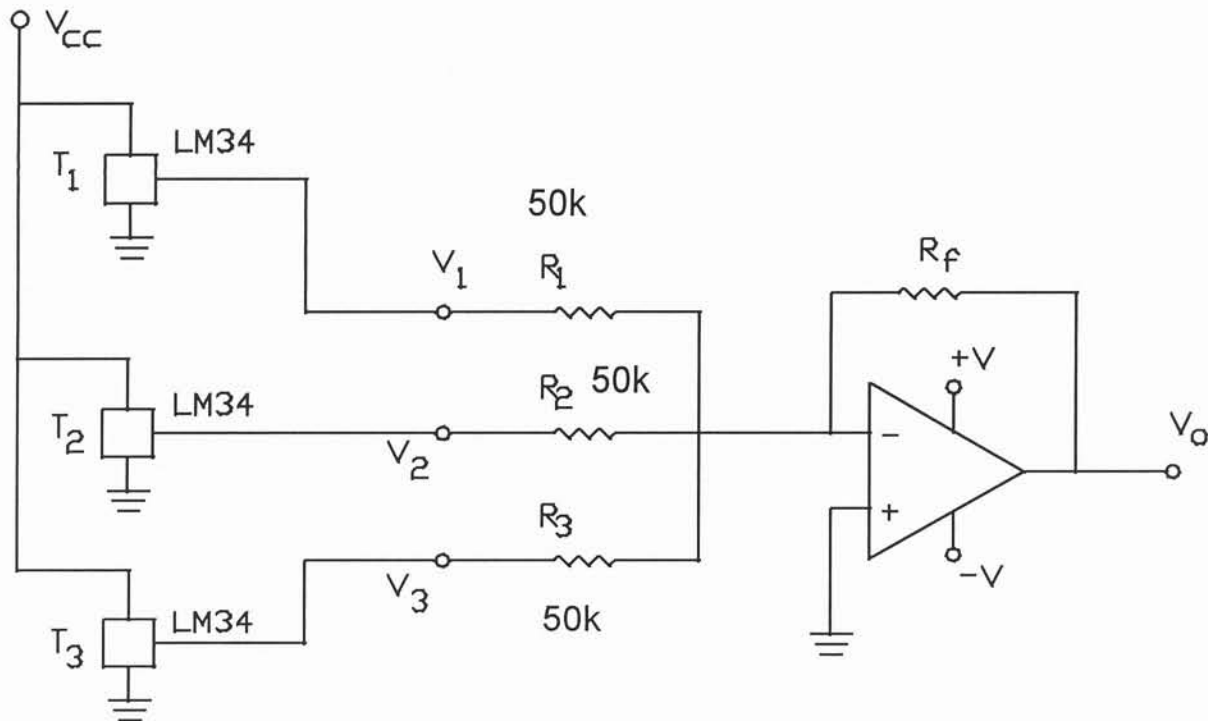 VCC
LM34
T1
50k
V1
R1
Rf
+V
LM34
R2
50k
T2
V2
−
Vo
R3
+
V3
−V
LM34
50k
T3